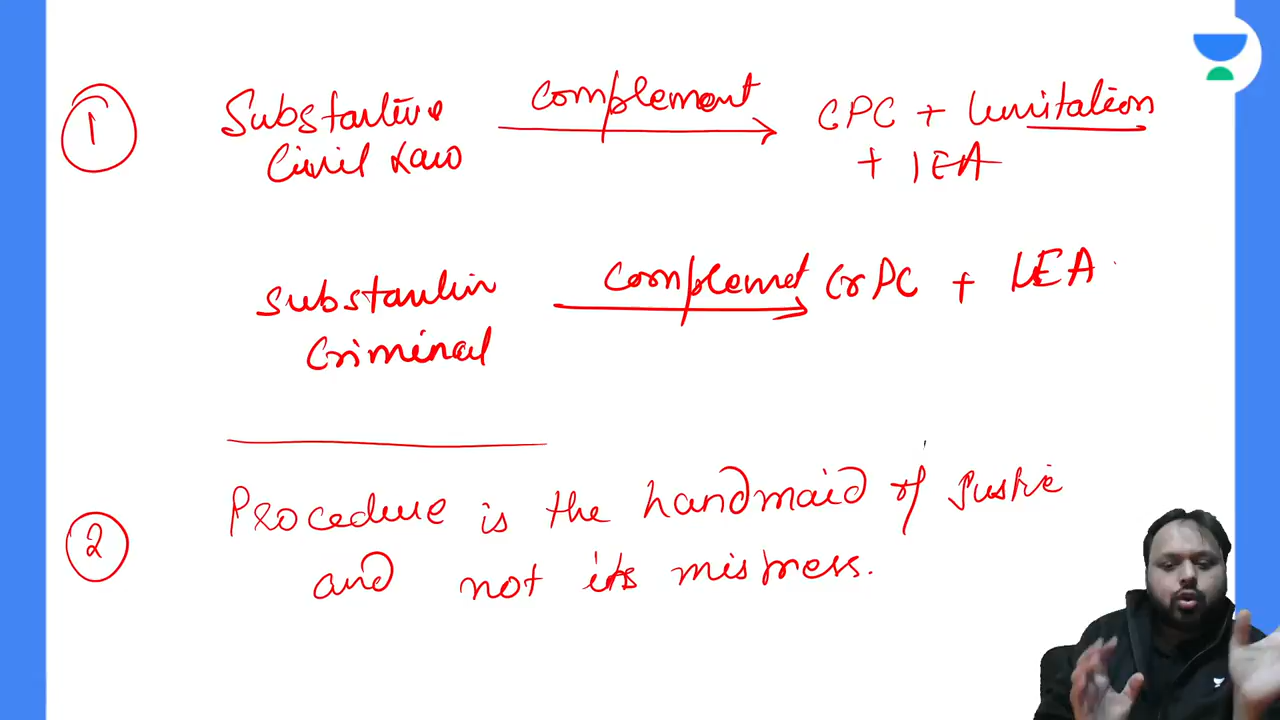 1
Substantive complement CPC + Limitation
Civil Law + IEA
Substantive complemet CrPC + IEA
Criminal
2
Procedure is the handmaid of Justice
and not its mistress.